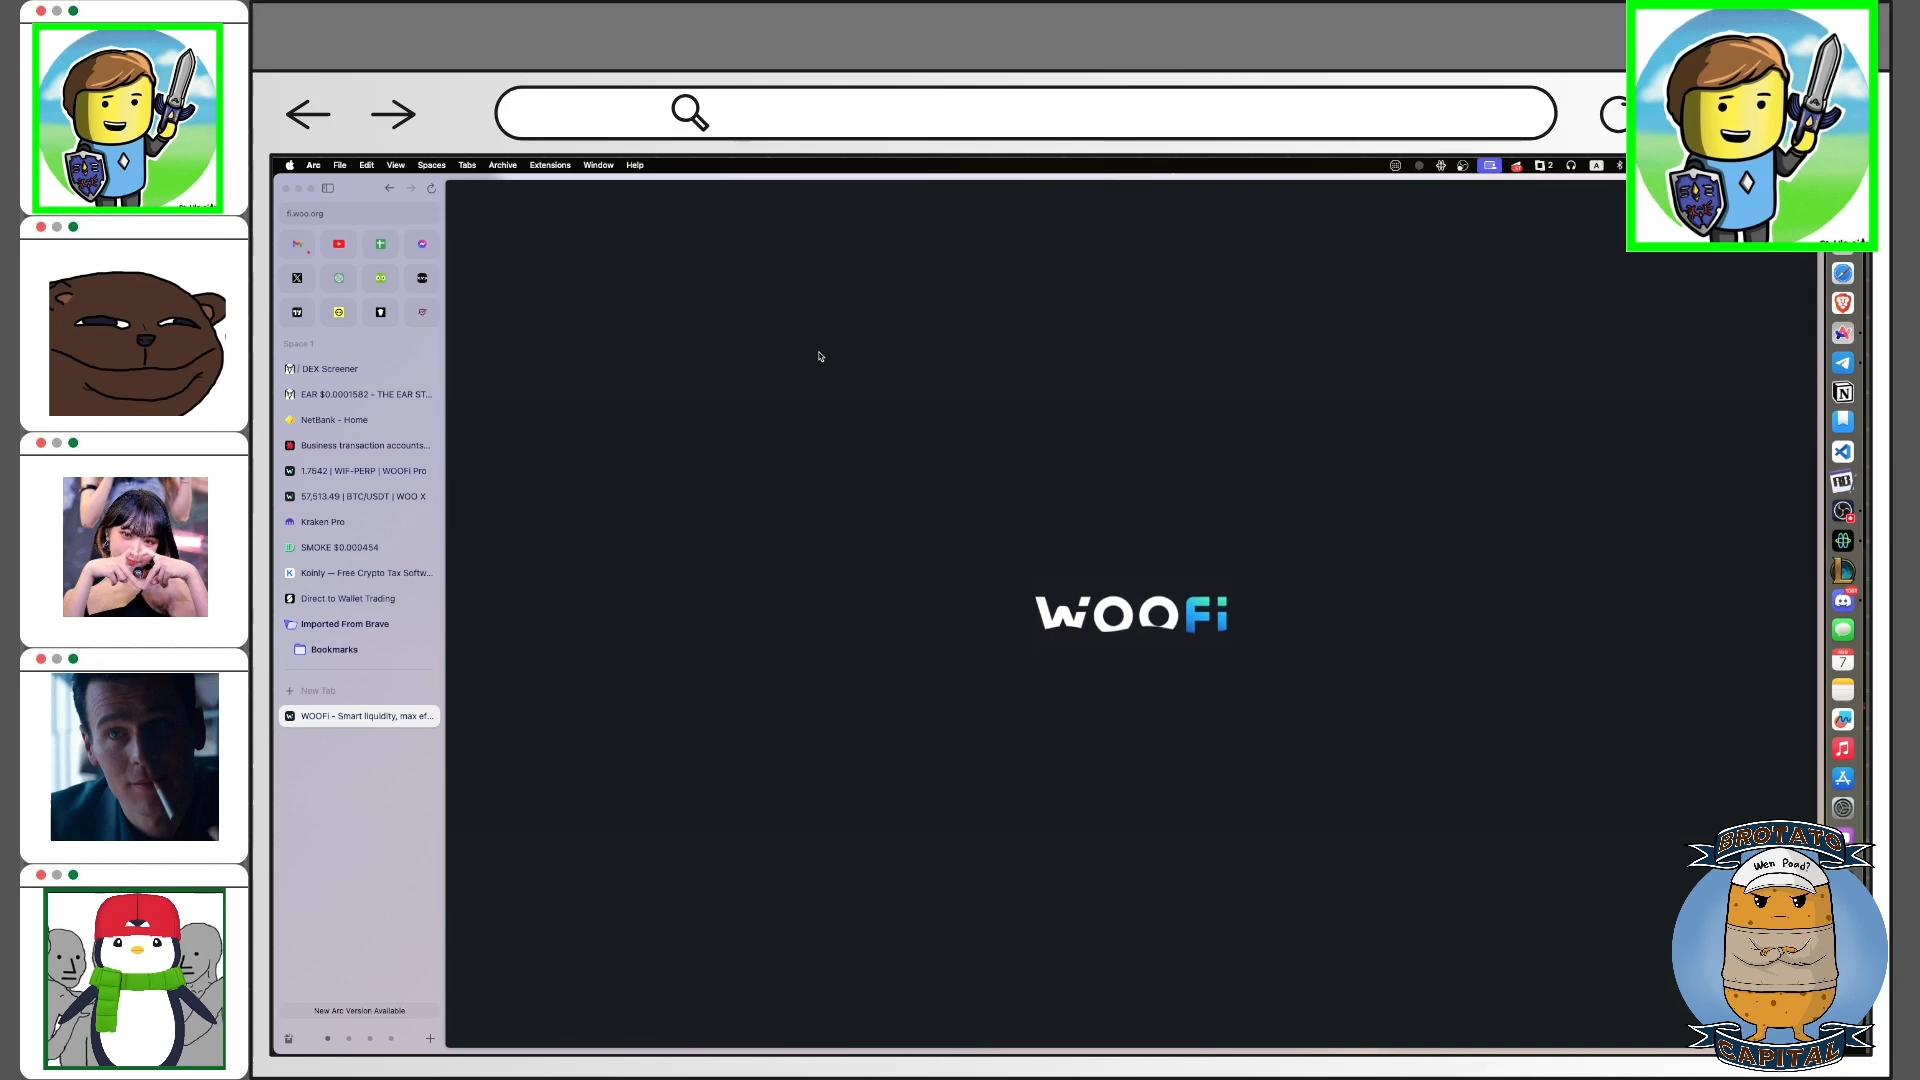 Arc File Edit View Spaces Tabs Archive Extensions Window Help
2
A
fi.woo.org
Space 1
/ DEX Screener
EAR $0.0001582 - THE EAR ST...
NetBank - Home
Business transaction accounts...
1.7542 | WIF-PERP | WOOFi Pro
57,513.49 | BTC/USDT | WOO X
Kraken Pro
SMOKE $0.000454
Koinly — Free Crypto Tax Softw...
Direct to Wallet Trading
Imported From Brave
Bookmarks
+ New Tab
WOOFi - Smart liquidity, max ef...
WOOFi
New Arc Version Available
7
BROTATO
Wen Poad?
CAPITAL